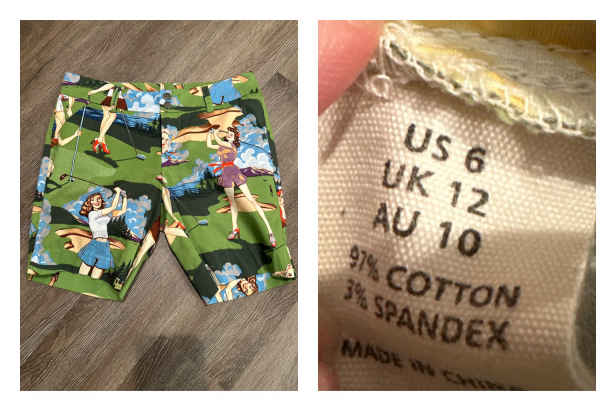 US 6
UK 12
AU 10
97% COTTON
3% SPANDEX
MADE IN CHINA